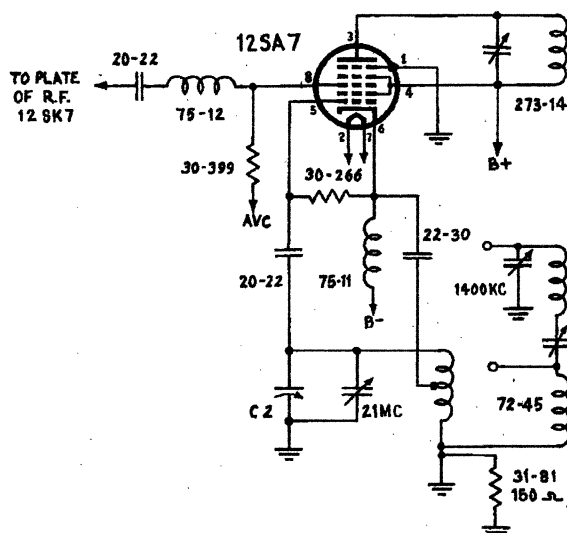 12SA7
3
1
20-22
TO PLATE
OF R.F.
12 SK7
8
4
75-12
5
273-14
2
7
6
30-399
30-266
B+
AVC
22-30
20-22
75-11
1400KC
B-
C2
21MC
72-45
31-81
150 Ω